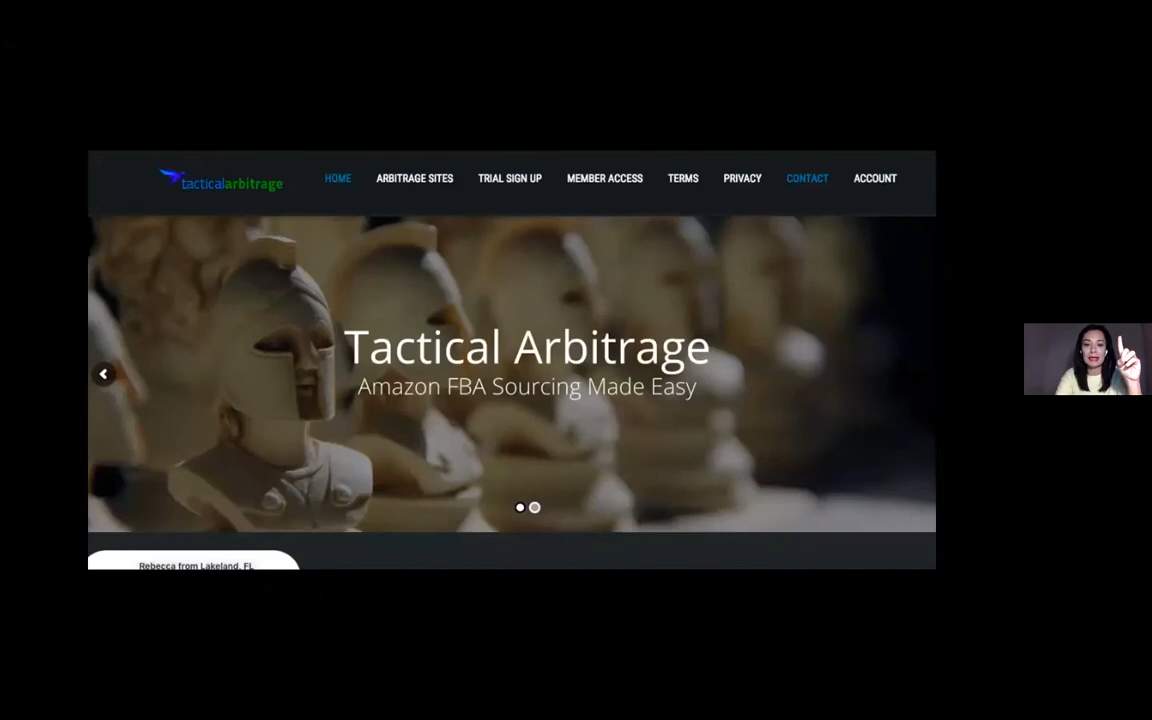 tacticalarbitrage HOME ARBITRAGE SITES TRIAL SIGN UP MEMBER ACCESS TERMS PRIVACY CONTACT ACCOUNT
Tactical Arbitrage
Amazon FBA Sourcing Made Easy
Rebecca from Lakeland, FL